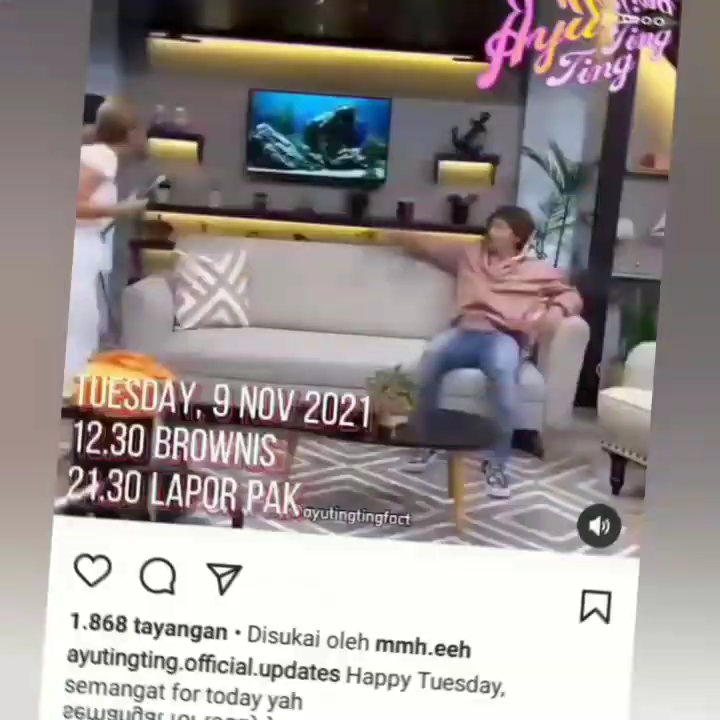 Ayu
Ting
Ting
TUESDAY, 9 NOV 2021
12.30 BROWNIS
21.30 LAPOR PAK
ayutingtingfact
1.868 tayangan • Disukai oleh mmh.eeh
ayutingting.official.updates Happy Tuesday,
semangat for today yah